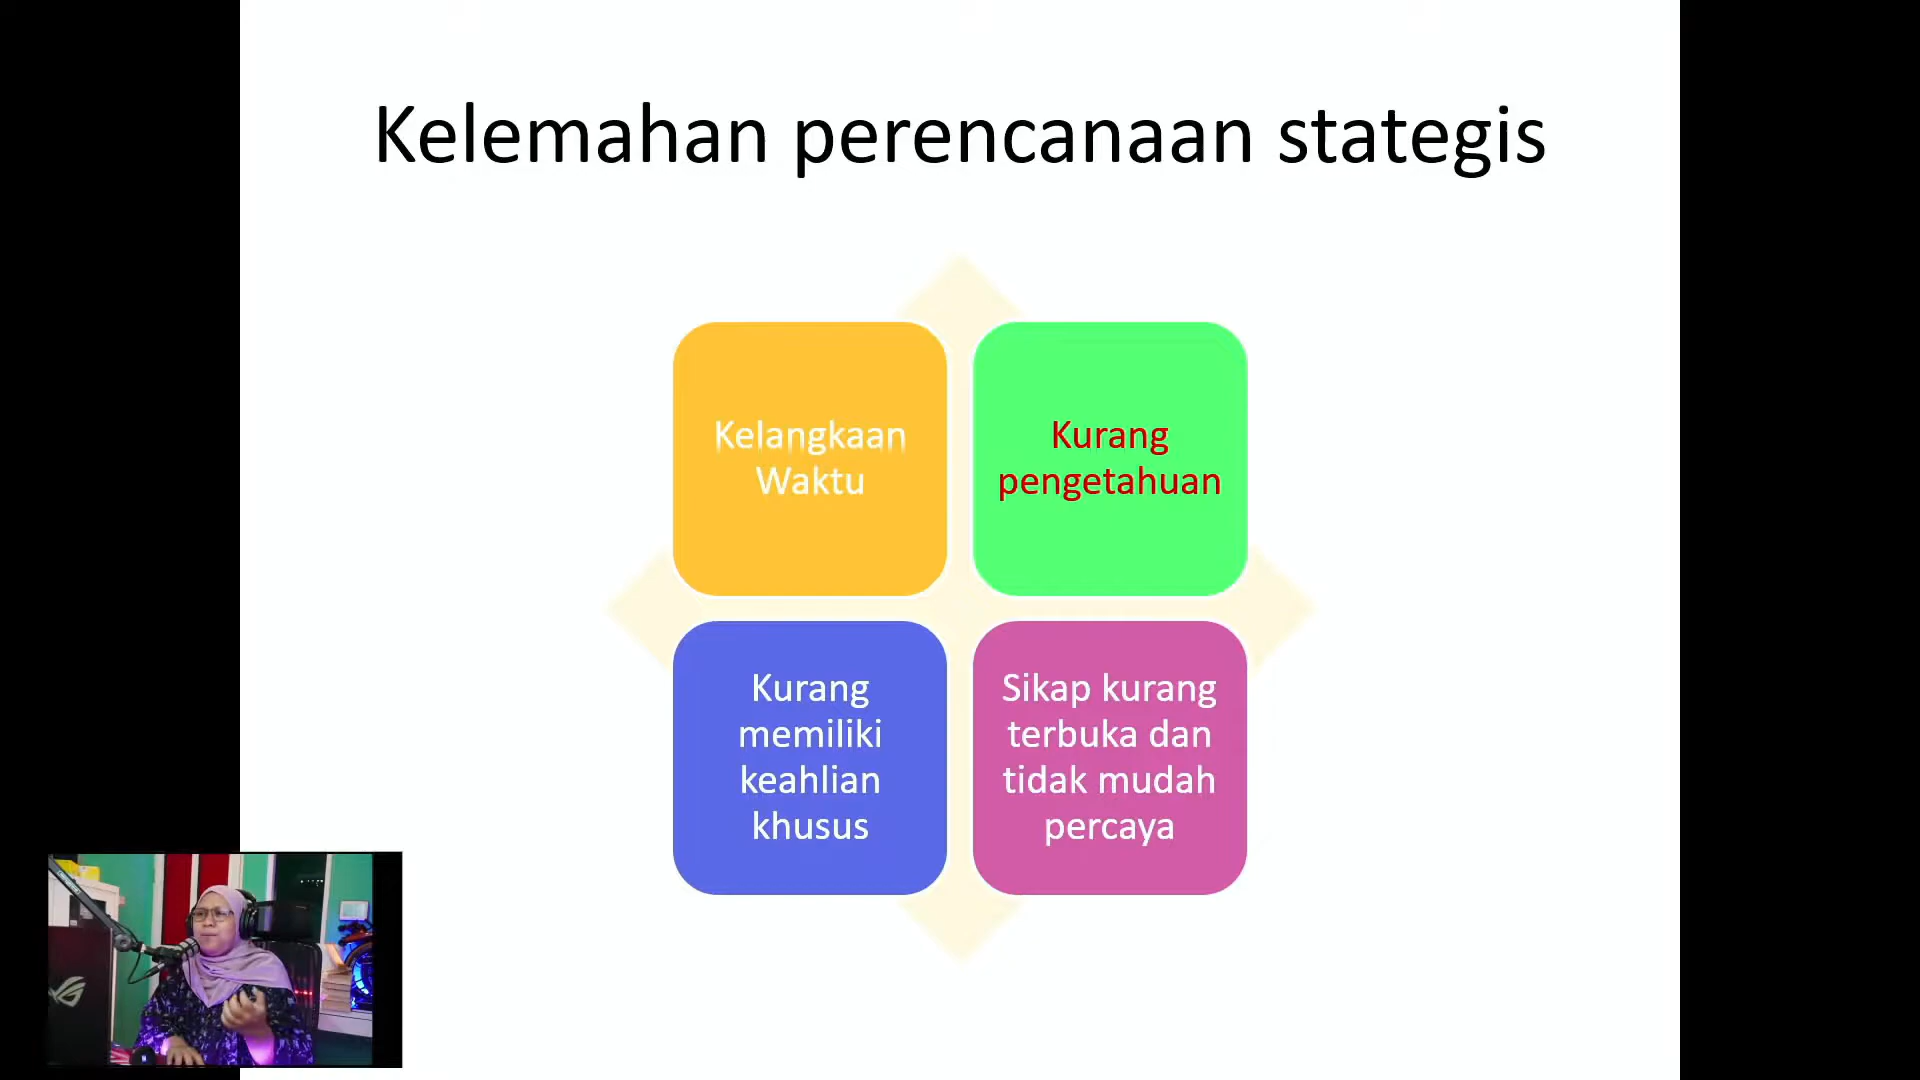 Kelemahan perencanaan stategis
Kelangkaan
Waktu
Kurang
pengetahuan
Kurang
memiliki
keahlian
khusus
Sikap kurang
terbuka dan
tidak mudah
percaya